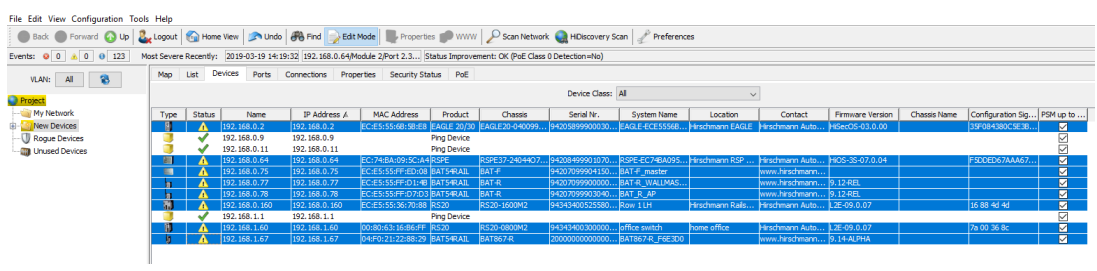 File Edit View Configuration Tools Help
Back Forward Up Logout Home View Undo Find Edit Mode Properties WWW Scan Network HiDiscovery Scan Preferences
Events: 0 0 123 Most Severe Recently: 2019-03-19 14:19:32 192.168.0.64/Module 2/Port 2.3... Status Improvement: OK (PoE Class 0 Detection=No)
VLAN: All Map List Devices Ports Connections Properties Security Status PoE
Device Class: All
Project
My Network
New Devices
Rogue Devices
Unused Devices
Type Status Name IP Address MAC Address Product Chassis Serial Nr. System Name Location Contact Firmware Version Chassis Name Configuration Sig... PSM up to ...
192.168.0.2 192.168.0.2 EC:E5:55:6B:5B:E8 EAGLE 20/30 EAGLE20-040099... 94205899900030... EAGLE-ECE5556B... Hirschmann EAGLE Hirschmann Auto... HiSecOS-03.0.00 35F084380C5E3B...
192.168.0.9 192.168.0.9 Ping Device
192.168.0.11 192.168.0.11 Ping Device
192.168.0.64 192.168.0.64 EC:74:BA:09:5C:A4 RSPE RSPE37-24044O7... 94208499901070... RSPE-EC74BA095... Hirschmann RSP ... Hirschmann Auto... HiOS-3S-07.0.04 F5DDED67AAA67...
192.168.0.75 192.168.0.75 EC:E5:55:FF:ED:08 BAT54RAIL BAT-F 94207099904150... BAT-F_master www.hirschmann...
192.168.0.77 192.168.0.77 EC:E5:55:FF:D1:4B BAT54RAIL BAT-R 94207099900000... BAT-R_WALLMAS... www.hirschmann... 9.12-REL
192.168.0.78 192.168.0.78 EC:E5:55:FF:D7:D3 BAT54RAIL BAT-R 94207099903040... BAT_R_AP www.hirschmann... 9.12-REL
192.168.0.160 192.168.0.160 EC:E5:55:36:70:88 RS20 RS20-1600M2 94343400525580... Row 1 LH Hirschmann Rails... Hirschmann Auto... L2E-09.0.07 16 88 4d 4d
192.168.1.1 192.168.1.1 Ping Device
192.168.1.60 192.168.1.60 00:80:63:16:B6:FF RS20 RS20-0800M2 94343400300000... office switch home office Hirschmann Auto... L2E-09.0.07 7a 00 36 8c
192.168.1.67 192.168.1.67 04:F0:21:22:88:29 BAT54RAIL BAT867-R 20000000000000... BAT867-R_F6E3D0 www.hirschmann... 9.14-ALPHA